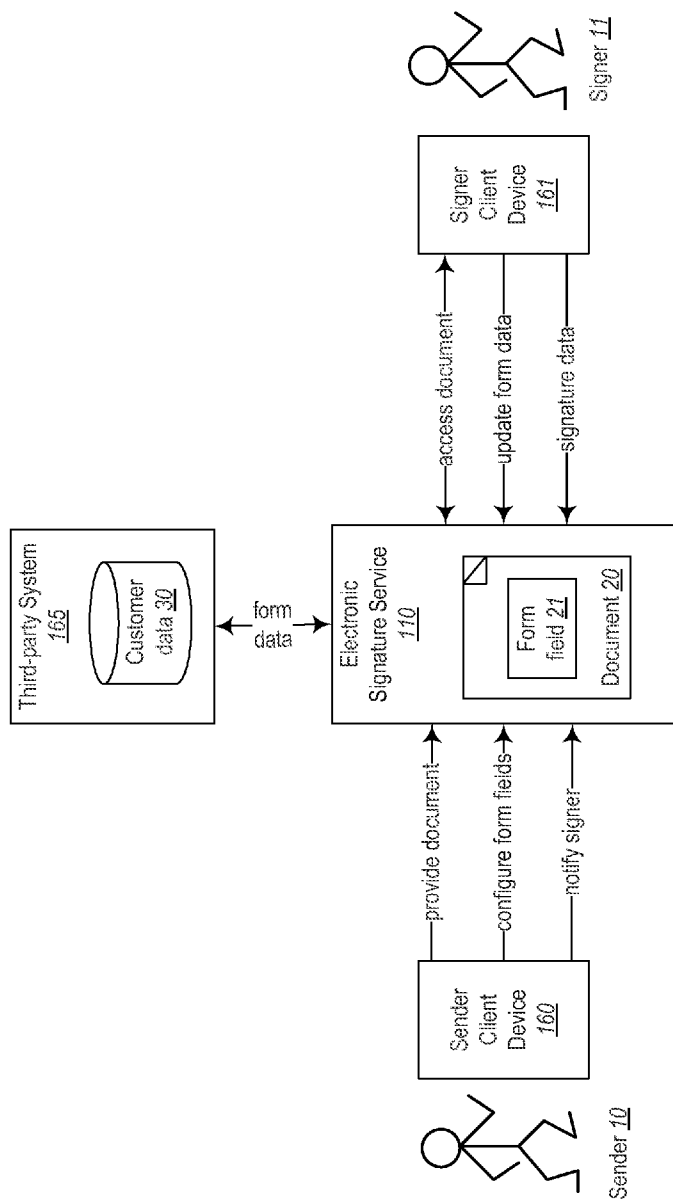 Third-party System
165
Customer
data 30
form
data
Electronic
Signature Service
110
Form
field 21
Document 20
provide document
configure form fields
notify signer
Sender
Client
Device
160
Sender 10
access document
update form data
signature data
Signer
Client
Device
161
Signer 11